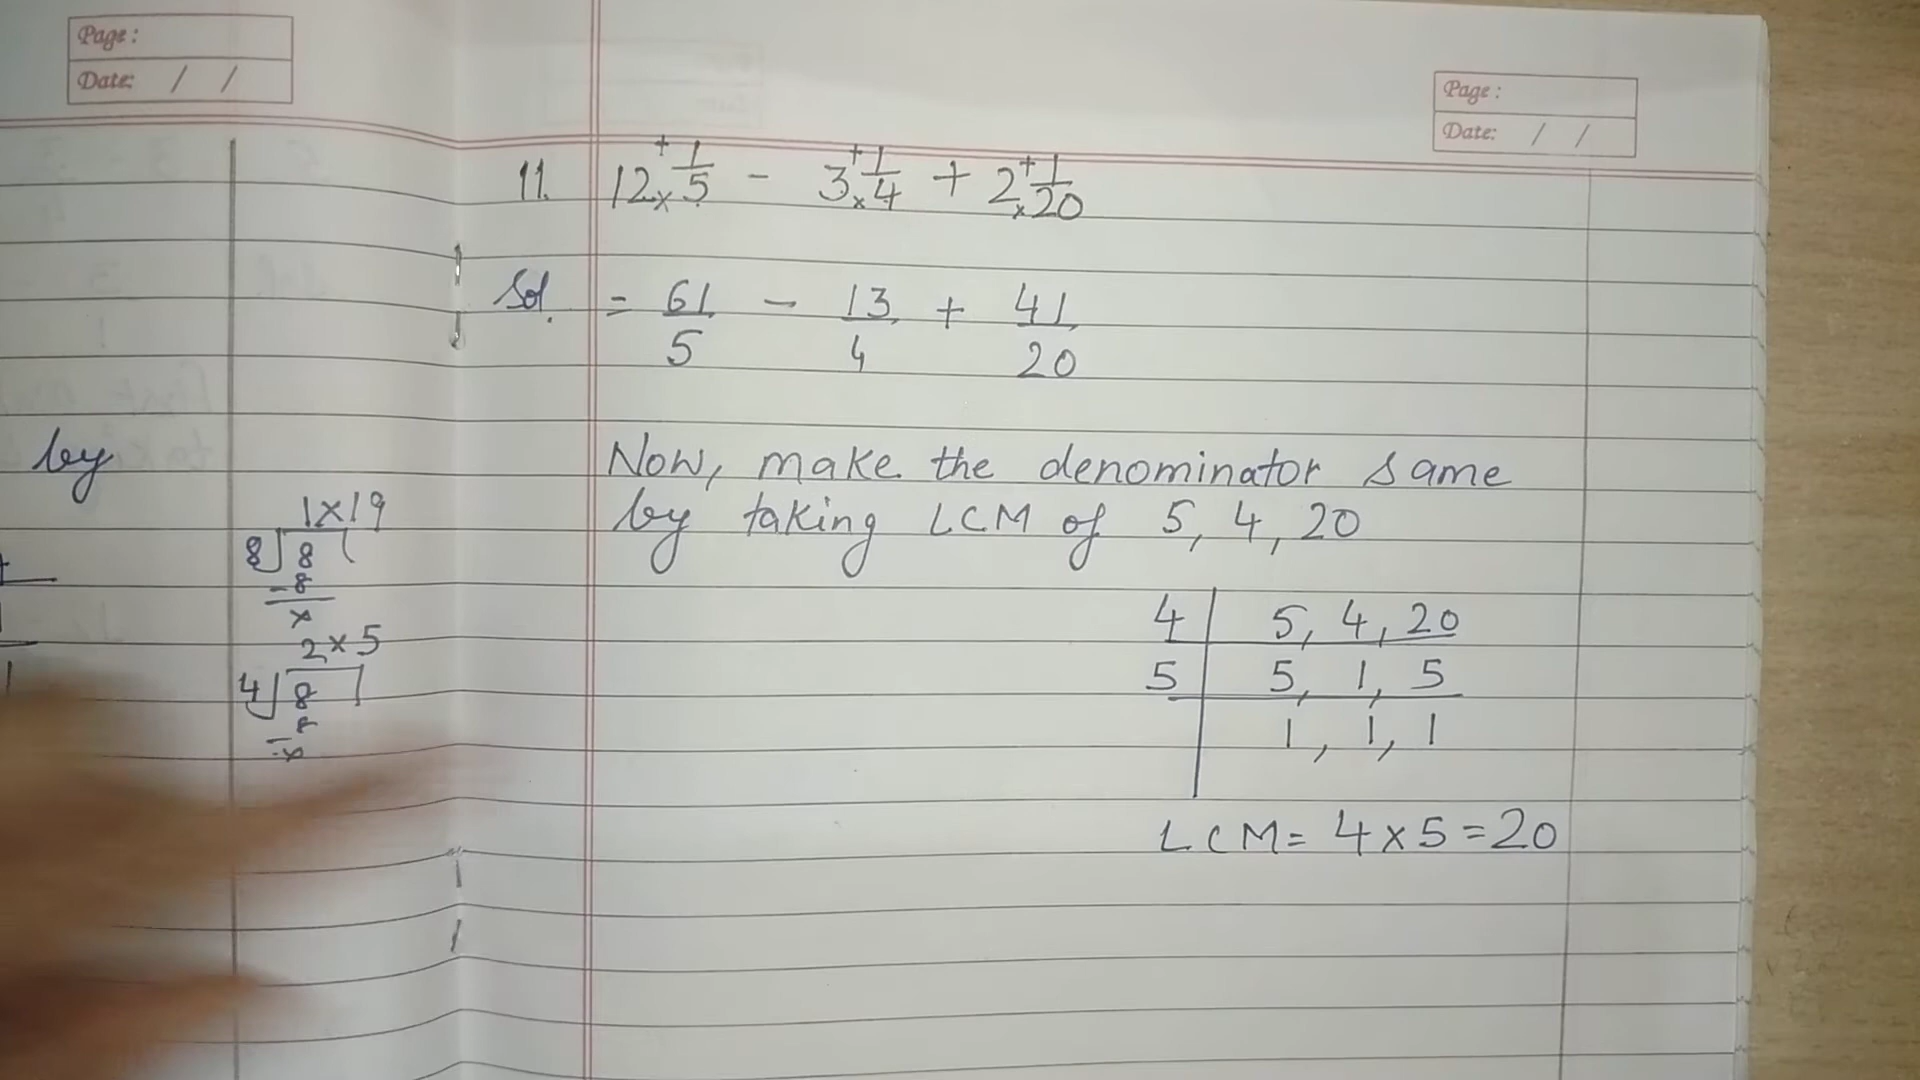 Page :
Date: / /
Page :
Date: / /
11. 12 1/5 - 3 1/4 + 2 1/20
Sol. = 61/5 - 13/4 + 41/20
by
Now, make the denominator same
by taking LCM of 5, 4, 20
1×19
8 8
-8
×
2×5
4 8
-8
×
4 | 5, 4, 20
5 | 5, 1, 5
1, 1, 1
LCM = 4 × 5 = 20